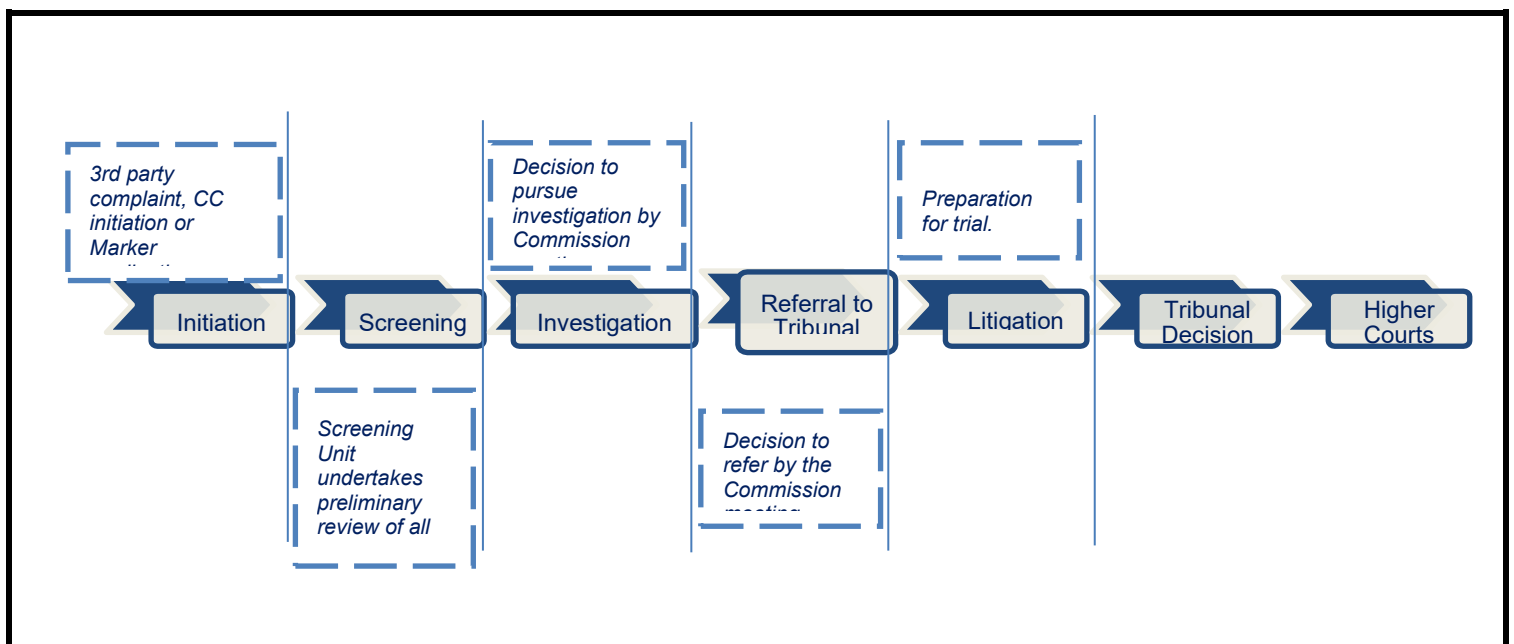 3rd party
complaint, CC
initiation or
Marker
Decision to
pursue
investigation by
Commission
Preparation
for trial.
Initiation
Screening
Investigation
Referral to
Tribunal
Litigation
Tribunal
Decision
Higher
Courts
Screening
Unit
undertakes
preliminary
review of all
Decision to
refer by the
Commission
meeting